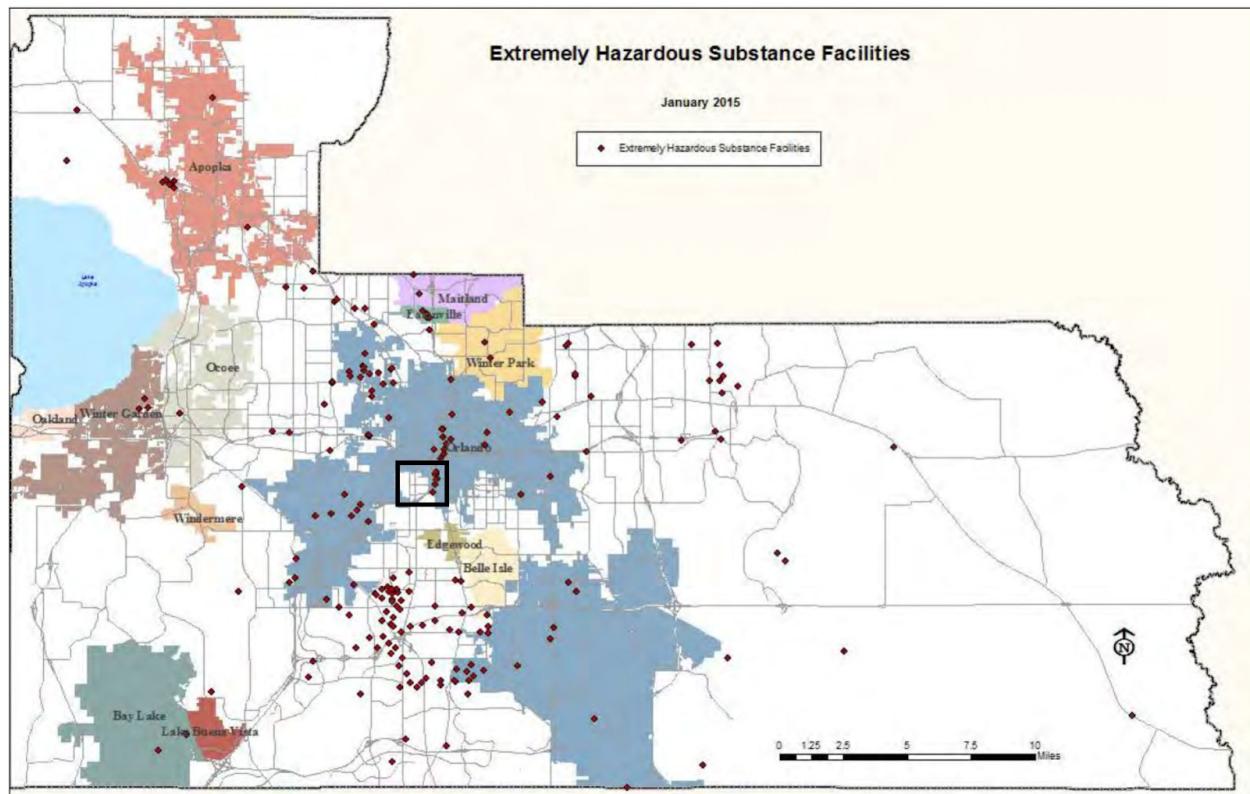 Extremely Hazardous Substance Facilities
January 2015
Extremely Hazardous Substance Facilities
Apopka
Lake
Apopka
Maitland
Eatonville
Winter Park
Ocoee
Oakland
Winter Garden
Orlando
Windermere
Edgewood
Belle Isle
N
Bay Lake
Lake Buena Vista
0 1.25 2.5 5 7.5 10
Miles